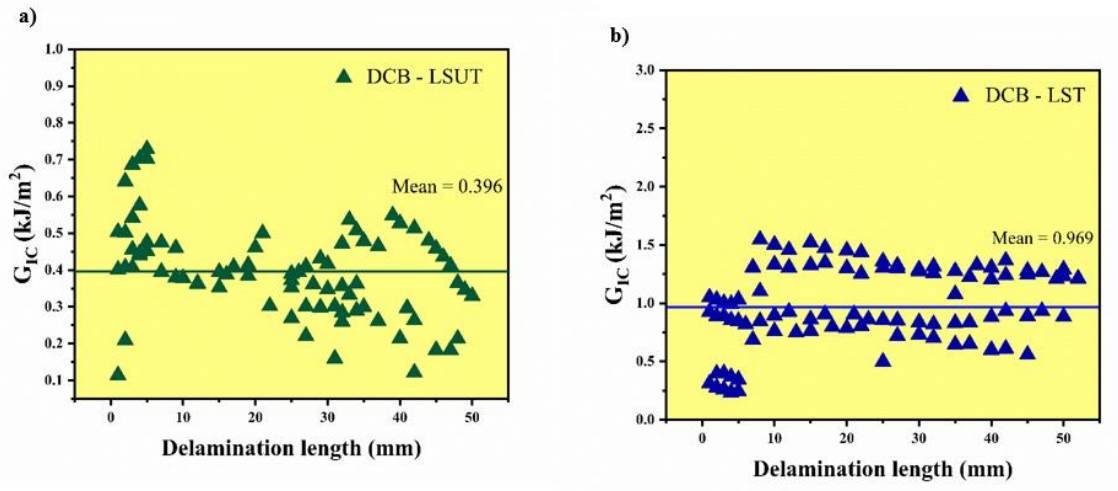 a)
1.0
0.9
0.8
0.7
0.6
0.5
0.4
0.3
0.2
0.1
G_IC (kJ/m²)
DCB - LSUT
Mean = 0.396
0 10 20 30 40 50
Delamination length (mm)
b)
3.0
2.5
2.0
1.5
1.0
0.5
0.0
G_IC (kJ/m²)
DCB - LST
Mean = 0.969
0 10 20 30 40 50
Delamination length (mm)